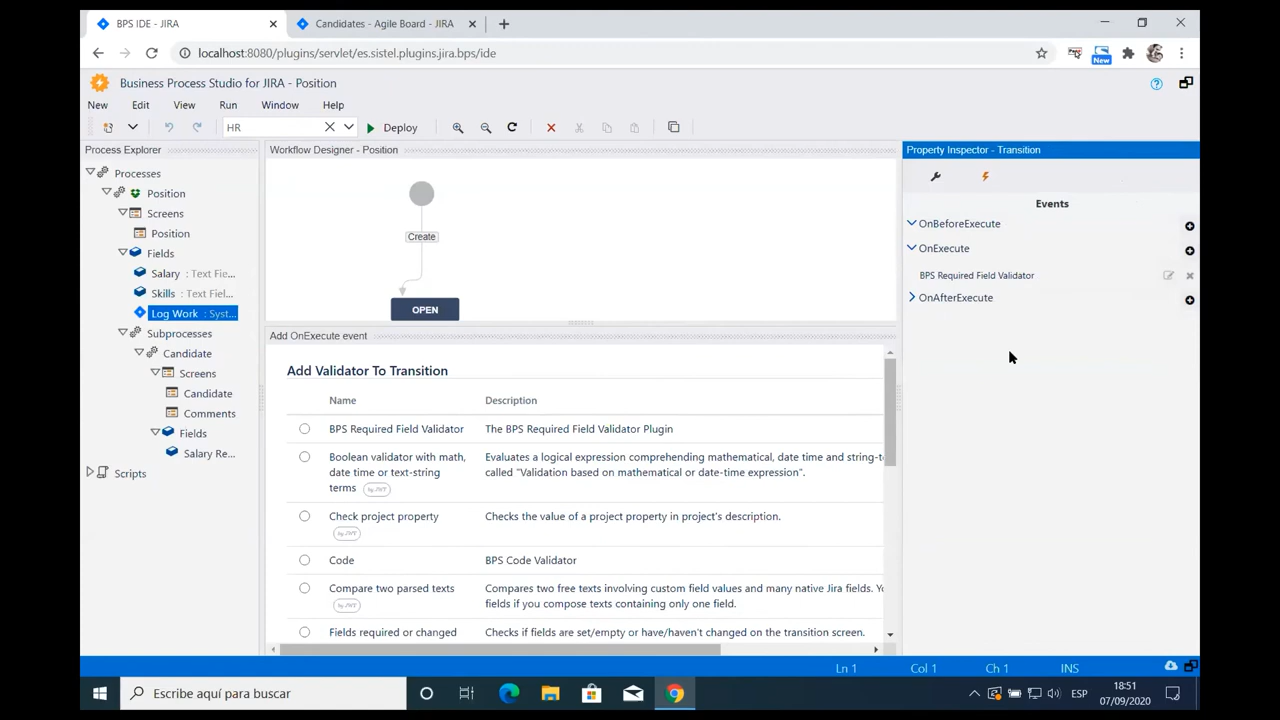 BPS IDE - JIRA
Candidates - Agile Board - JIRA
localhost:8080/plugins/servlet/es.sistel.plugins.jira.bps/ide
New
Business Process Studio for JIRA - Position
New Edit View Run Window Help
HR
Deploy
Process Explorer
Processes
Position
Screens
Position
Fields
Salary : Text Fie...
Skills : Text Fiel...
Log Work : Syst...
Subprocesses
Candidate
Screens
Candidate
Comments
Fields
Salary Re...
Scripts
Workflow Designer - Position
Create
OPEN
Add OnExecute event
Add Validator To Transition
Name Description
BPS Required Field Validator The BPS Required Field Validator Plugin
Boolean validator with math, Evaluates a logical expression comprehending mathematical, date time and string-t
date time or text-string called "Validation based on mathematical or date-time expression".
terms by JWT
Check project property Checks the value of a project property in project's description.
by JWT
Code BPS Code Validator
Compare two parsed texts Compares two free texts involving custom field values and many native Jira fields. Yo
by JWT fields if you compose texts containing only one field.
Fields required or changed Checks if fields are set/empty or have/haven't changed on the transition screen.
Property Inspector - Transition
Events
OnBeforeExecute
OnExecute
BPS Required Field Validator
OnAfterExecute
Ln 1 Col 1 Ch 1 INS
Escribe aquí para buscar
ESP
18:51
07/09/2020